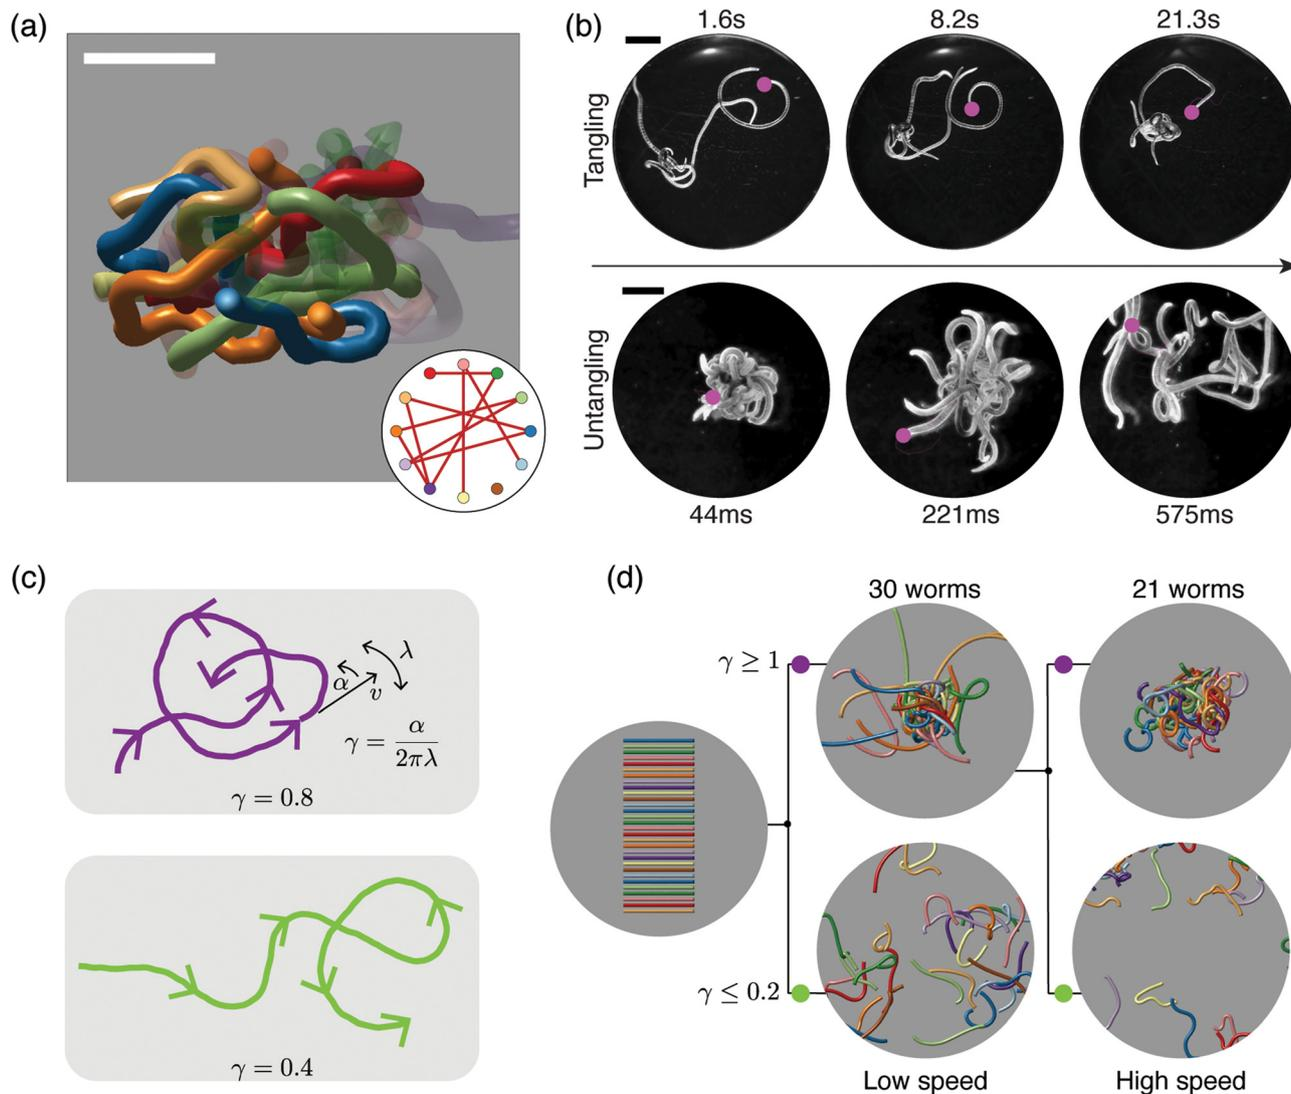 (a)
(b)
1.6s
8.2s
21.3s
Tangling
Untangling
44ms
221ms
575ms
(c)
λ
α
v
γ = α / 2πλ
γ = 0.8
γ = 0.4
(d)
30 worms
21 worms
γ ≥ 1
γ ≤ 0.2
Low speed
High speed